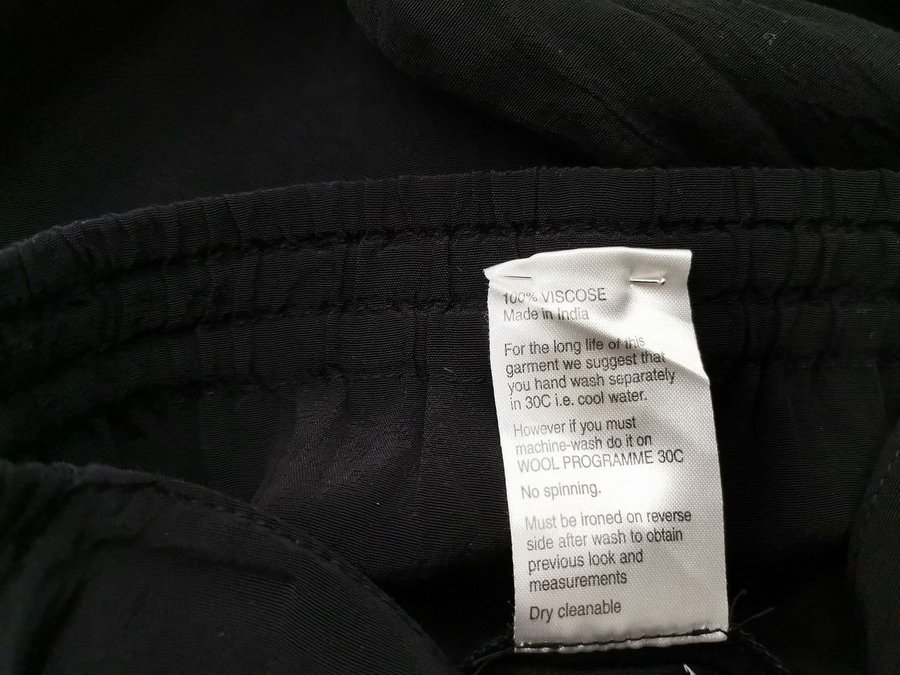 100% VISCOSE
Made in India
For the long life of this
garment we suggest that
you hand wash separately
in 30C i.e. cool water.
However if you must
machine-wash do it on
WOOL PROGRAMME 30C
No spinning.
Must be ironed on reverse
side after wash to obtain
previous look and
measurements
Dry cleanable